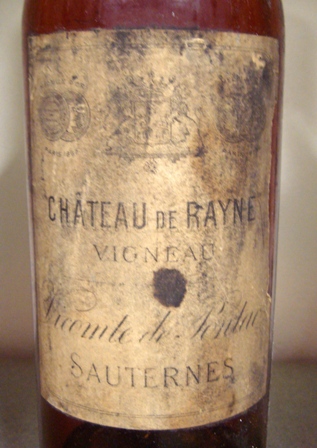 CHÂTEAU DE RAYNE
VIGNEAU
Vicomte de Pontac
SAUTERNES